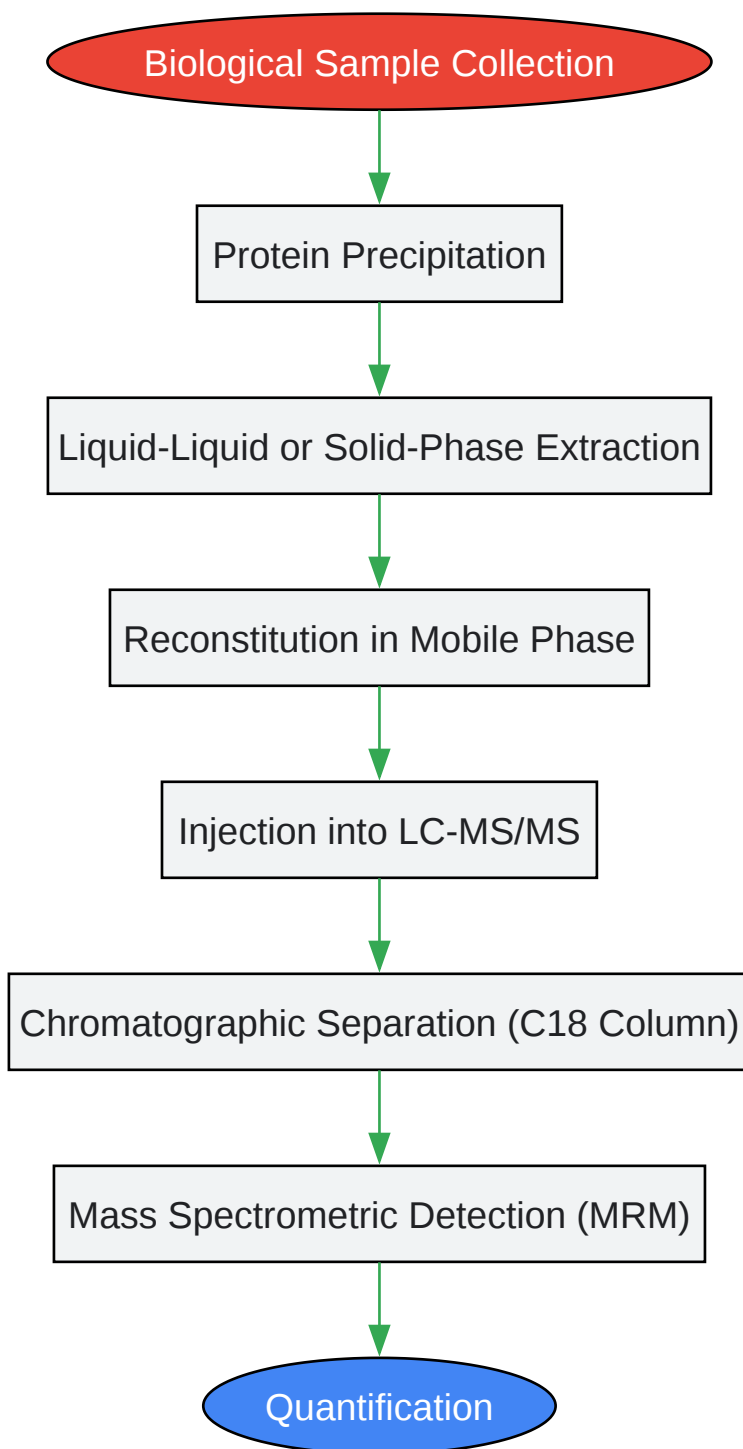 Biological Sample Collection
Protein Precipitation
Liquid-Liquid or Solid-Phase Extraction
Reconstitution in Mobile Phase
Injection into LC-MS/MS
Chromatographic Separation (C18 Column)
Mass Spectrometric Detection (MRM)
Quantification